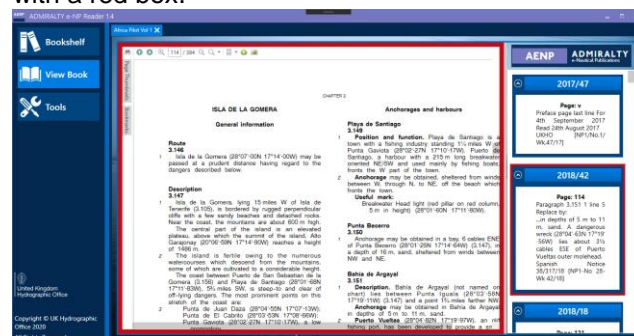 with a red box.
ADMIRALTY e-NP Reader 1.4
Bookshelf
View Book
Tools
United Kingdom
Hydrographic Office
Copyright © UK Hydrographic
Office 2020
Africa Pilot Vol 1
114 / 384
Page Thumbnails
Bookmarks
CHAPTER 3
ISLA DE LA GOMERA
General information
Route
3.146
1 Isla de la Gomera (28°07'·00N 17°14'·00W) may be
passed at a prudent distance having regard to the
dangers described below.
Description
3.147
1 Isla de la Gomera, lying 15 miles W of Isla de
Tenerife (3.105), is bordered by rugged perpendicular
cliffs with a few sandy beaches and detached rocks.
Near the coast, the mountains are about 600 m high.
The central part of the island is an elevated
plateau, above which the summit of the island, Alto
Garajonay (20°06'·59N 17°14'·90W) reaches a height
of 1486 m.
2 The island is fertile owing to the numerous
watercourses which descend from the mountains,
some of which are cultivated to a considerable height.
The coast between Puerto de San Sebastian de la
Gomera (3.156) and Playa de Santiago (28°01'·68N
17°11'·83W), 5¾ miles SW, is steep-to and clear of
off-lying dangers. The most prominent points on this
stretch of the coast are:
2 Punta de Juan Daza (28°04'·55N 17°07'·13W);
Punta de El Cabrito (28°03'·53N 17°08'·66W);
Punta Gaviota (28°02'·27N 17°10'·17W), a low
Anchorages and harbours
Playa de Santiago
3.149
1 Position and function. Playa de Santiago is a
town with a fishing industry standing 1¼ miles W of
Punta Gaviota (28°02'·27N 17°10'·17W). Puerto de
Santiago, a harbour with a 215 m long breakwater
oriented NE/SW and used mainly by fishing boats,
fronts the W part of the town.
2 Anchorage may be obtained, sheltered from winds
between W, through N, to NE, off the beach which
fronts the town.
Useful mark:
Breakwater Head light (red pillar on red column,
5 m in height) (28°01'·60N 17°11'·80W).
Punta Becerro
3.150
1 Anchorage may be obtained in a bay, 6 cables ENE
of Punta Becerro (28°01'·29N 17°14'·64W) (3.147), in
a depth of 16 m, sand, sheltered from winds between
NW and NE.
Bahia de Argayal
3.151
1 Description. Bahia de Argayal (not named on
chart) lies between Punta Iguala (28°03'·58N
17°19'·11W) (3.147) and a point 1¼ miles farther NW.
Anchorage may be obtained in Bahia de Argayal
in depths of 5 m to 11 m, sand.
2 Puerto Vueltas (28°04'·82N 17°19'·97W), an old
fishing port, has been developed to provide a
AENP
ADMIRALTY
e-Nautical Publications
2017/47
Page: v
Preface page last line For
4th September 2017
Read 24th August 2017
UKHO [NP1/No.1/
Wk.47/17]
2018/42
Page: 114
Paragraph 3.151 1 line 5
Replace by:
...in depths of 5 m to 11
m, sand. A dangerous
wreck (28°04'·63N 17°19'
·56W) lies about 3½
cables ESE of Puerto
Vueltas outer molehead.
Spanish Notice
38/317/18 [NP1-No 28-
Wk 42/18]
2018/18